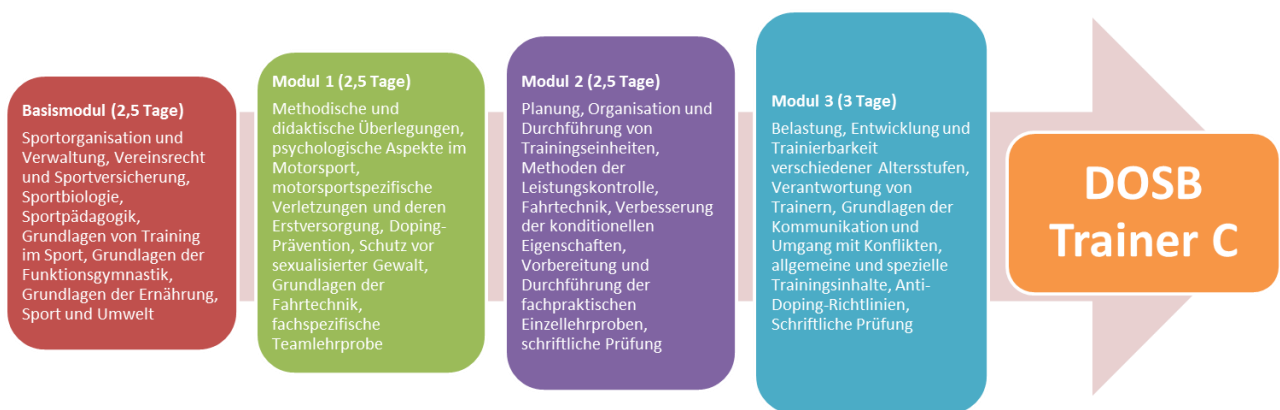 Basismodul (2,5 Tage)
Sportorganisation und
Verwaltung, Vereinsrecht
und Sportversicherung,
Sportbiologie,
Sportpädagogik,
Grundlagen von Training
im Sport, Grundlagen der
Funktionsgymnastik,
Grundlagen der Ernährung,
Sport und Umwelt
Modul 1 (2,5 Tage)
Methodische und
didaktische Überlegungen,
psychologische Aspekte im
Motorsport,
motorsportspezifische
Verletzungen und deren
Erstversorgung, Doping-
Prävention, Schutz vor
sexualisierter Gewalt,
Grundlagen der
Fahrtechnik,
fachspezifische
Teamlehrprobe
Modul 2 (2,5 Tage)
Planung, Organisation und
Durchführung von
Trainingseinheiten,
Methoden der
Leistungskontrolle,
Fahrtechnik, Verbesserung
der konditionellen
Eigenschaften,
Vorbereitung und
Durchführung der
fachpraktischen
Einzellehrproben,
schriftliche Prüfung
Modul 3 (3 Tage)
Belastung, Entwicklung und
Trainierbarkeit
verschiedener Altersstufen,
Verantwortung von
Trainern, Grundlagen der
Kommunikation und
Umgang mit Konflikten,
allgemeine und spezielle
Trainingsinhalte, Anti-
Doping-Richtlinien,
Schriftliche Prüfung
DOSB
Trainer C